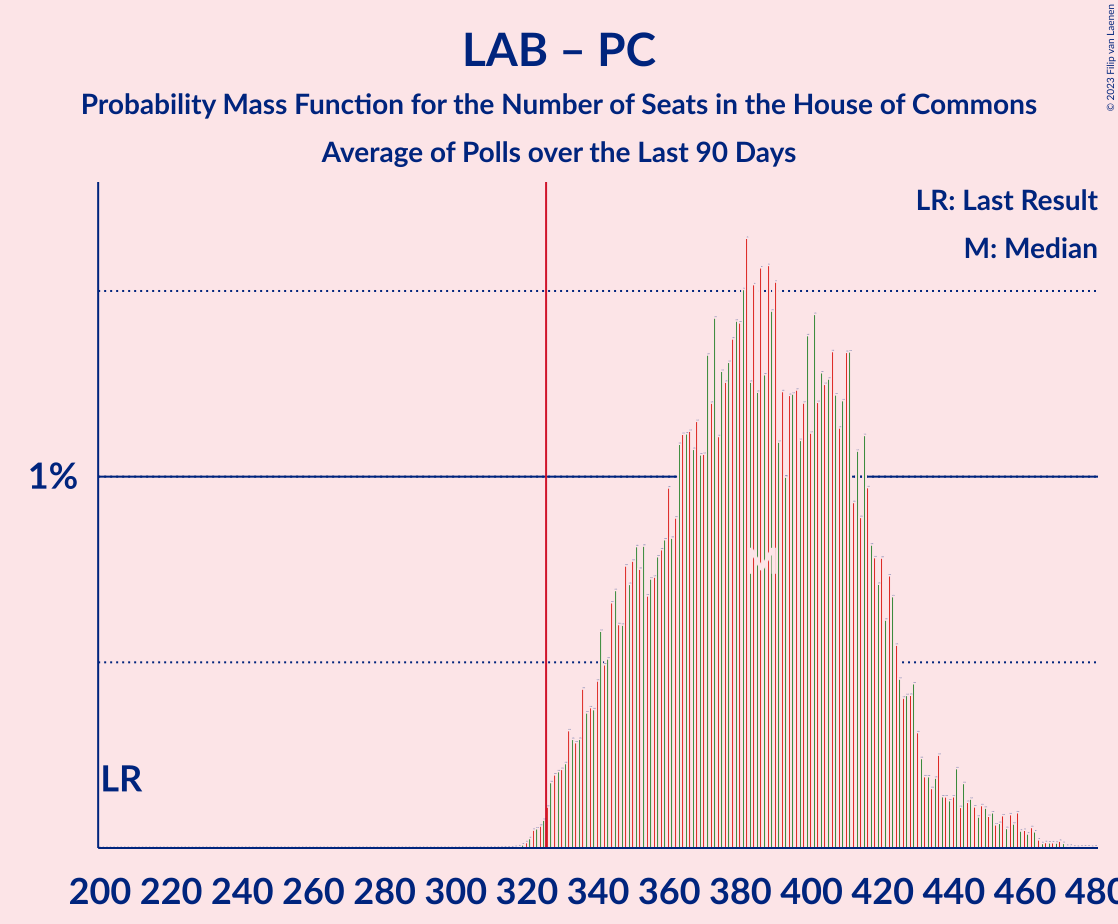 LAB – PC
Probability Mass Function for the Number of Seats in the House of Commons
Average of Polls over the Last 90 Days
© 2023 Filip van Laenen
LR: Last Result
M: Median
1%
M
LR
200 220 240 260 280 300 320 340 360 380 400 420 440 460 480